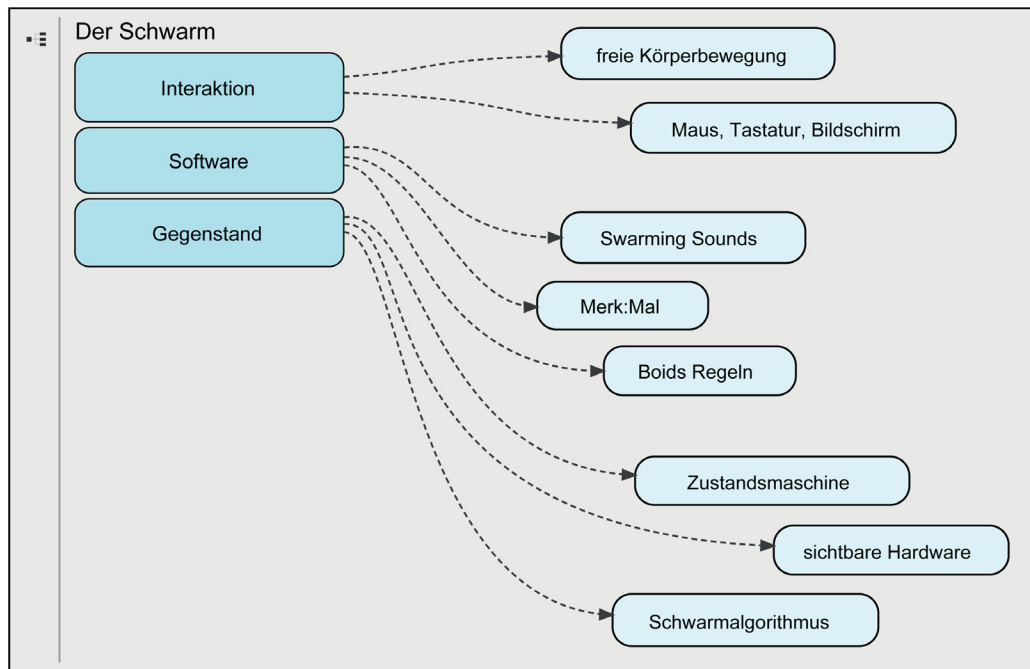 Der Schwarm
Interaktion
Software
Gegenstand
freie Körperbewegung
Maus, Tastatur, Bildschirm
Swarming Sounds
Merk:Mal
Boids Regeln
Zustandsmaschine
sichtbare Hardware
Schwarmalgorithmus